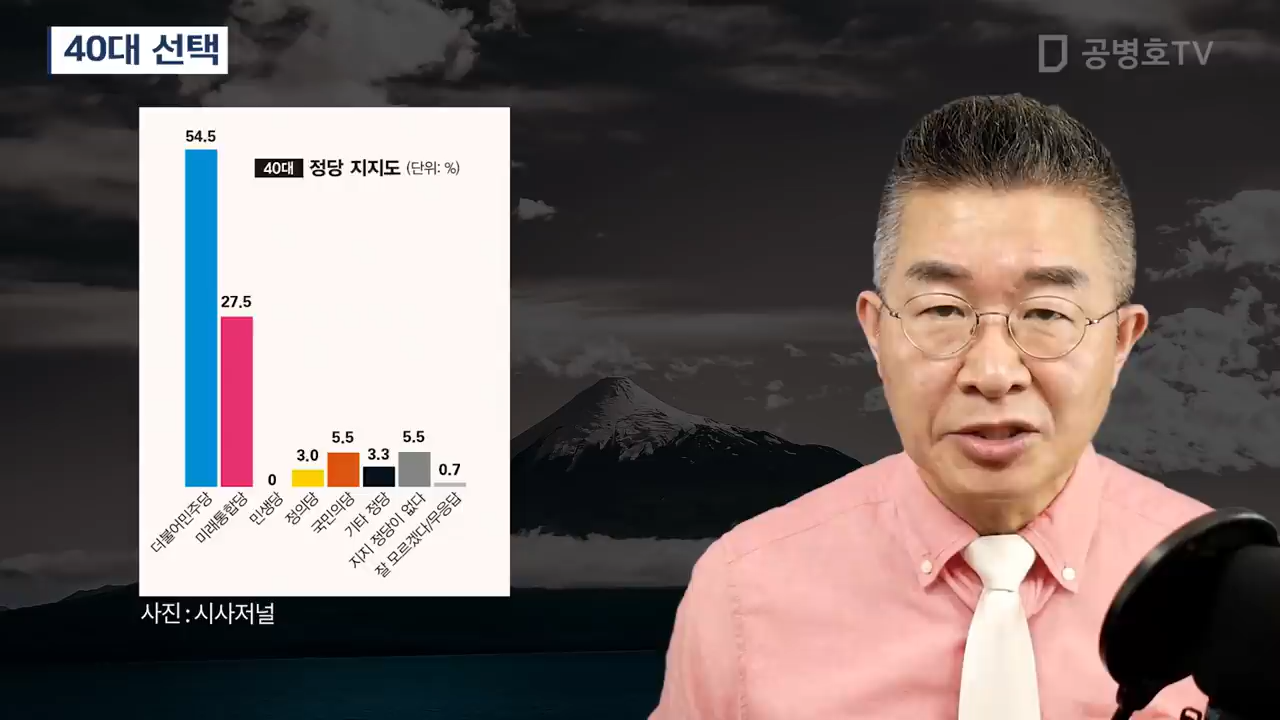 40대 선택
공병호TV
54.5
40대 정당 지지도 (단위: %)
27.5
0
3.0
5.5
3.3
5.5
0.7
더불어민주당
미래통합당
민생당
정의당
국민의당
기타 정당
지지 정당이 없다
잘 모르겠다/무응답
사진 : 시사저널